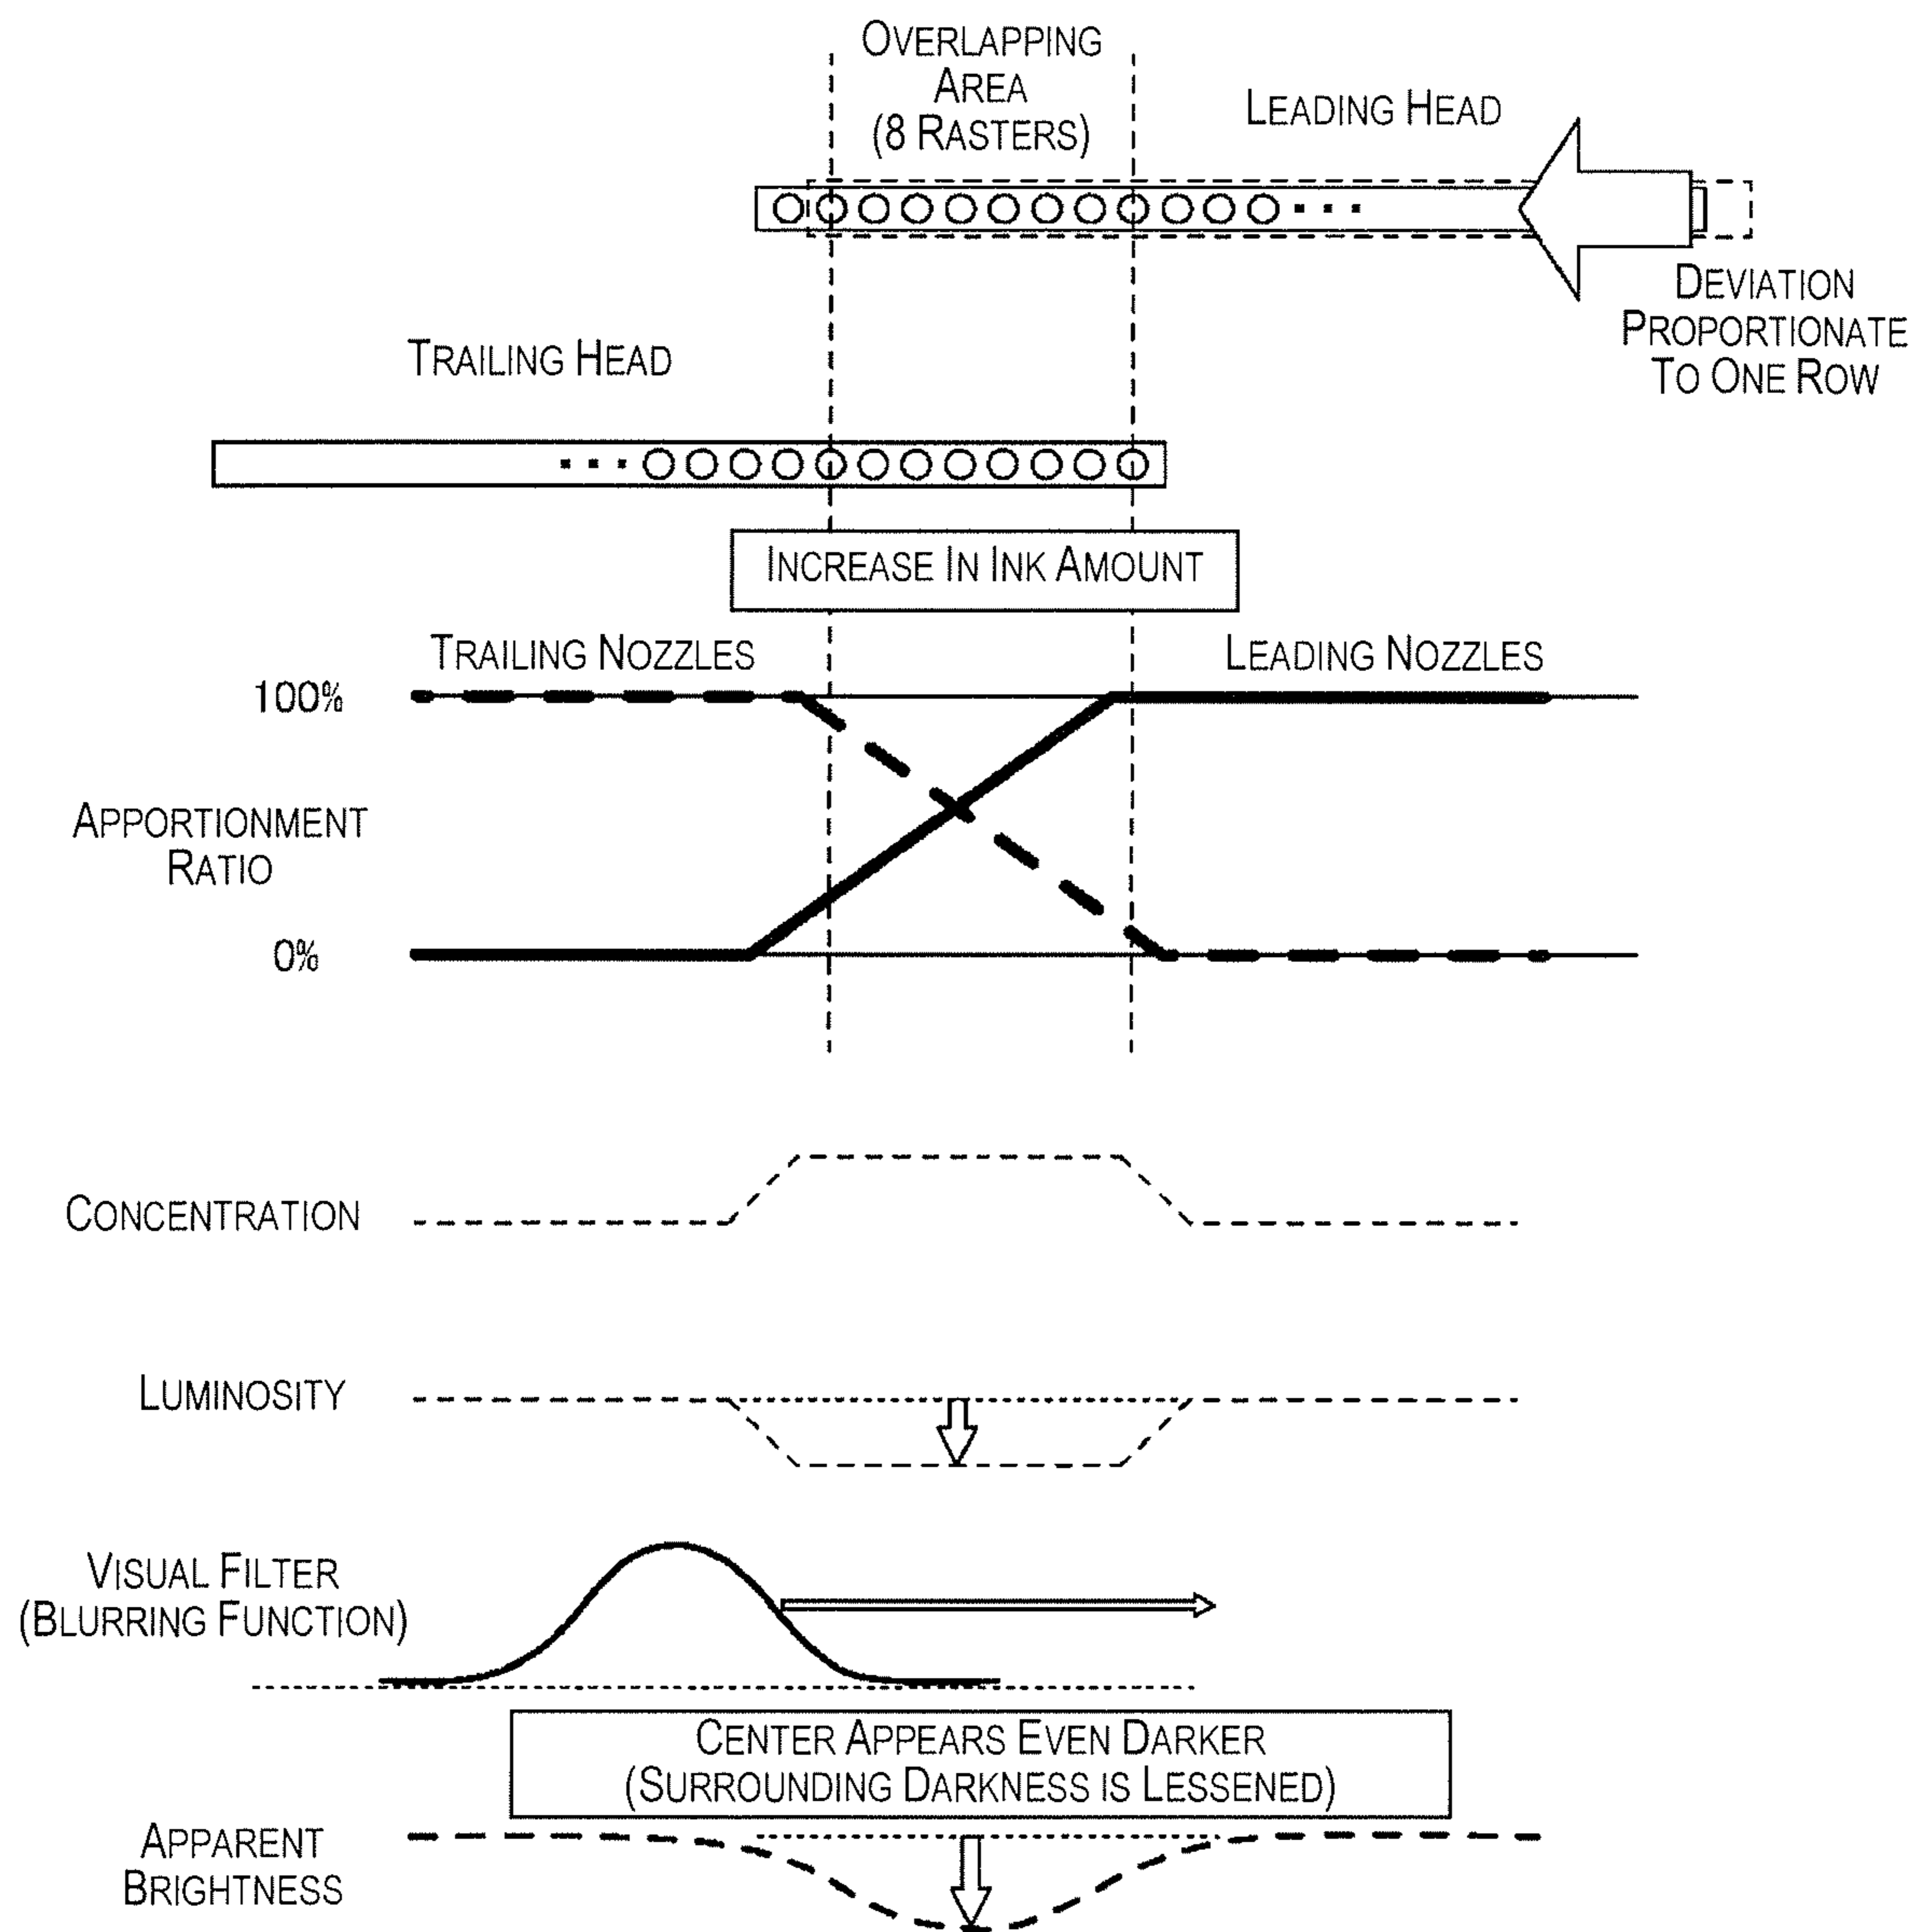 OVERLAPPING
AREA
(8 RASTERS)
LEADING HEAD
DEVIATION
PROPORTIONATE
TO ONE ROW
TRAILING HEAD
INCREASE IN INK AMOUNT
TRAILING NOZZLES
LEADING NOZZLES
100%
APPORTIONMENT
RATIO
0%
CONCENTRATION
LUMINOSITY
VISUAL FILTER
(BLURRING FUNCTION)
CENTER APPEARS EVEN DARKER
(SURROUNDING DARKNESS IS LESSENED)
APPARENT
BRIGHTNESS